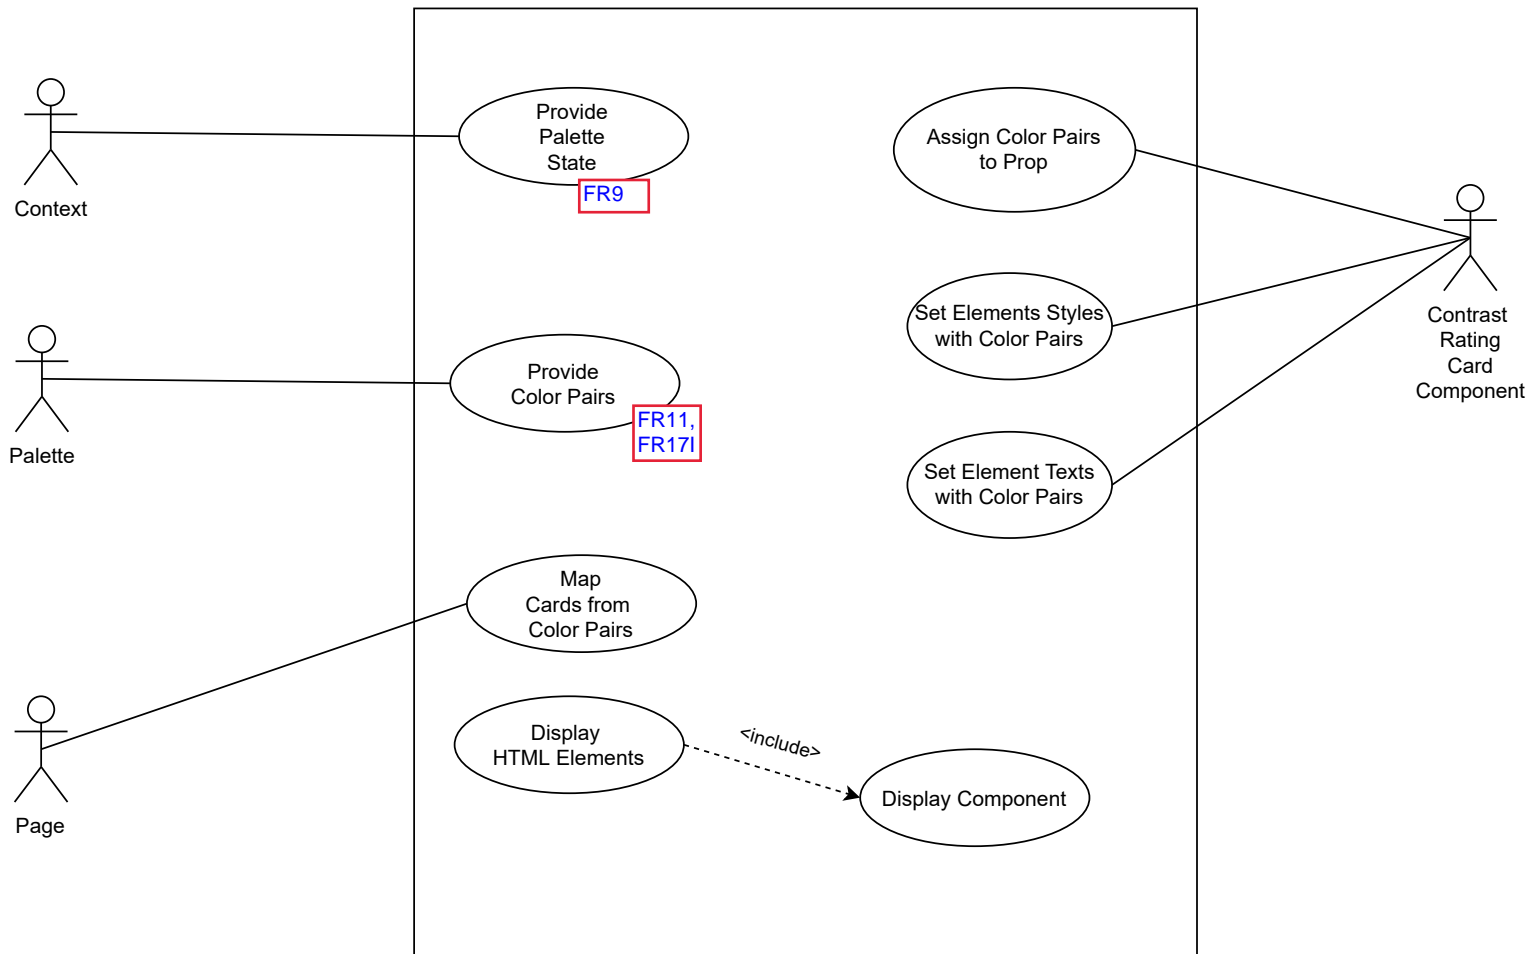 Provide
Palette
State
FR9
Context
Assign Color Pairs
to Prop
Set Elements Styles
with Color Pairs
Contrast
Rating
Card
Component
Provide
Color Pairs
FR11,
FR17I
Palette
Set Element Texts
with Color Pairs
Map
Cards from
Color Pairs
Display
HTML Elements
<include>
Display Component
Page